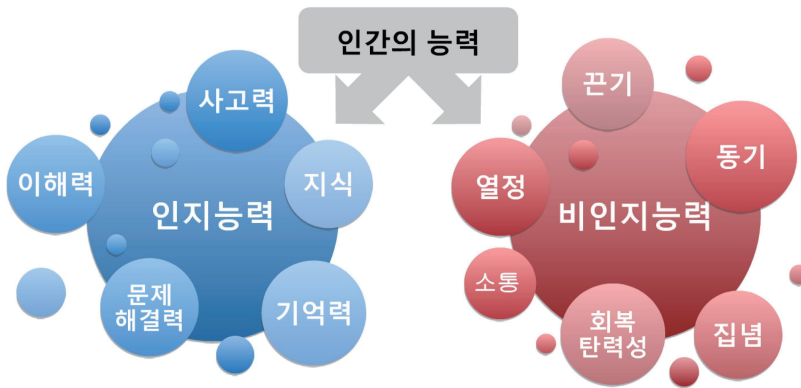 인간의 능력
사고력
이해력
지식
인지능력
문제
해결력
기억력
끈기
동기
열정
비인지능력
소통
회복
탄력성
집념